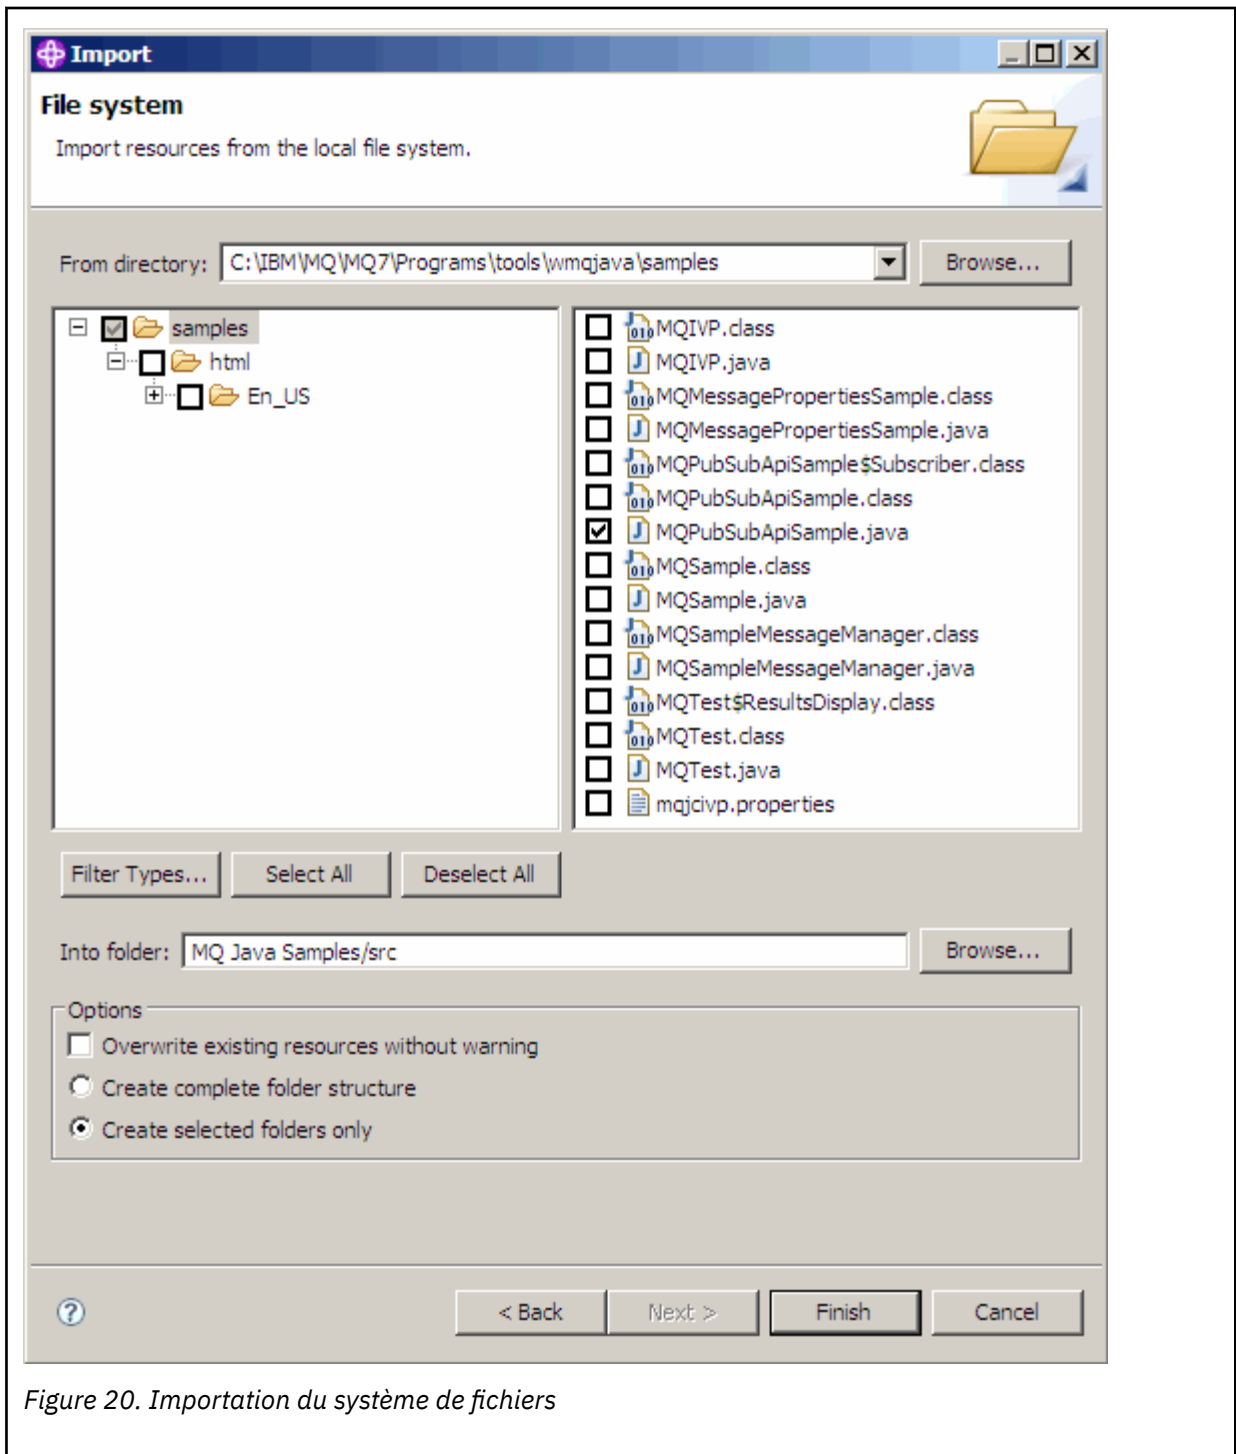 Import
File system
Import resources from the local file system.
From directory: C:\IBM\MQ\MQ7\Programs\tools\wmqjava\samples Browse...
samples
html
En_US
MQIVP.class
MQIVP.java
MQMessagePropertiesSample.class
MQMessagePropertiesSample.java
MQPubSubApiSample$Subscriber.class
MQPubSubApiSample.class
MQPubSubApiSample.java
MQSample.class
MQSample.java
MQSampleMessageManager.class
MQSampleMessageManager.java
MQTest$ResultsDisplay.class
MQTest.class
MQTest.java
mqjcivp.properties
Filter Types... Select All Deselect All
Into folder: MQ Java Samples/src Browse...
Options
Overwrite existing resources without warning
Create complete folder structure
Create selected folders only
< Back Next > Finish Cancel
Figure 20. Importation du système de fichiers